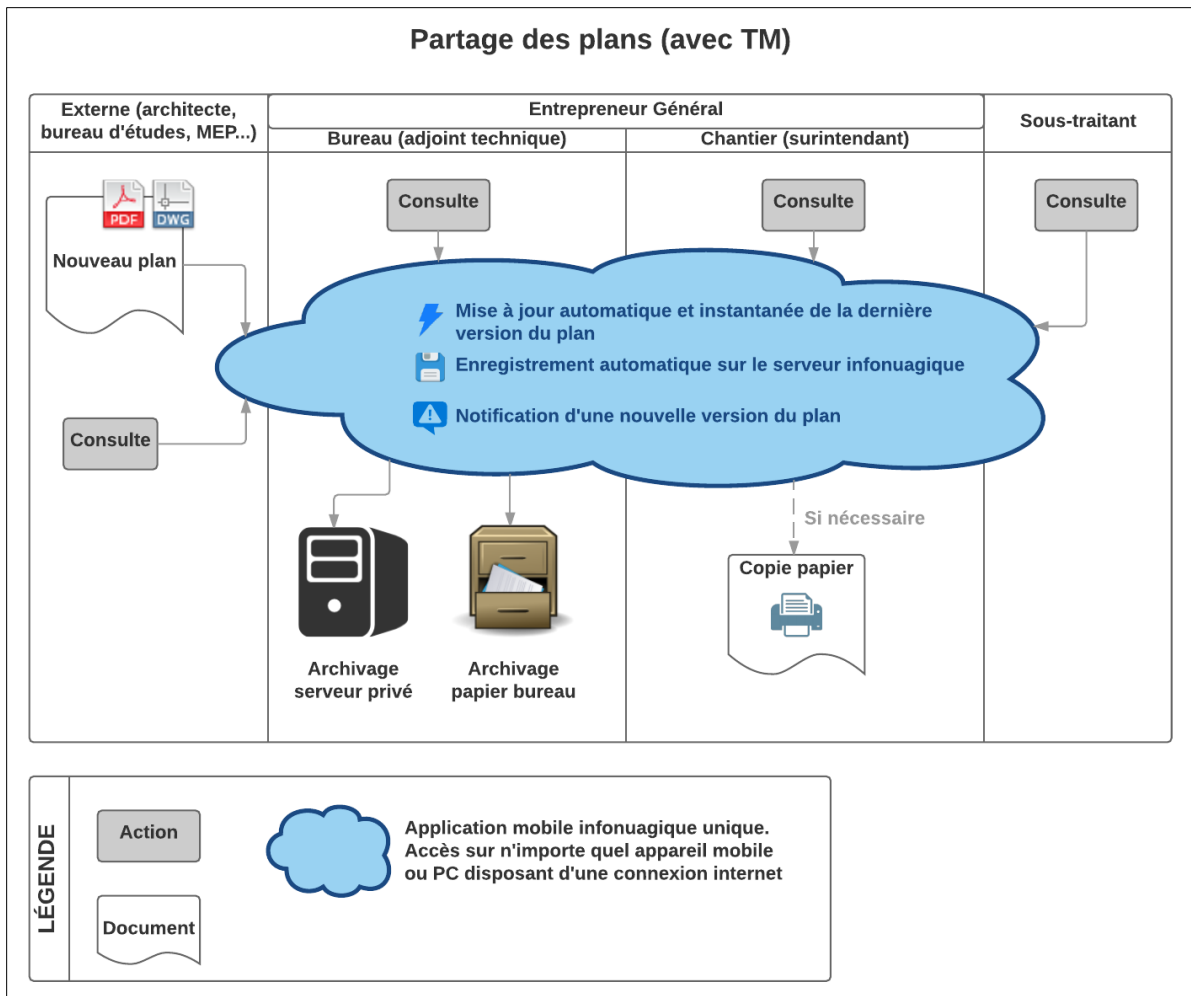 Partage des plans (avec TM)
Externe (architecte,
bureau d'études, MEP...)
Entrepreneur Général
Bureau (adjoint technique)
Chantier (surintendant)
Sous-traitant
PDF
DWG
Nouveau plan
Consulte
Consulte
Consulte
Consulte
Mise à jour automatique et instantanée de la dernière
version du plan
Enregistrement automatique sur le serveur infonuagique
Notification d'une nouvelle version du plan
Si nécessaire
Copie papier
Archivage
serveur privé
Archivage
papier bureau
LÉGENDE
Action
Document
Application mobile infonuagique unique.
Accès sur n'importe quel appareil mobile
ou PC disposant d'une connexion internet